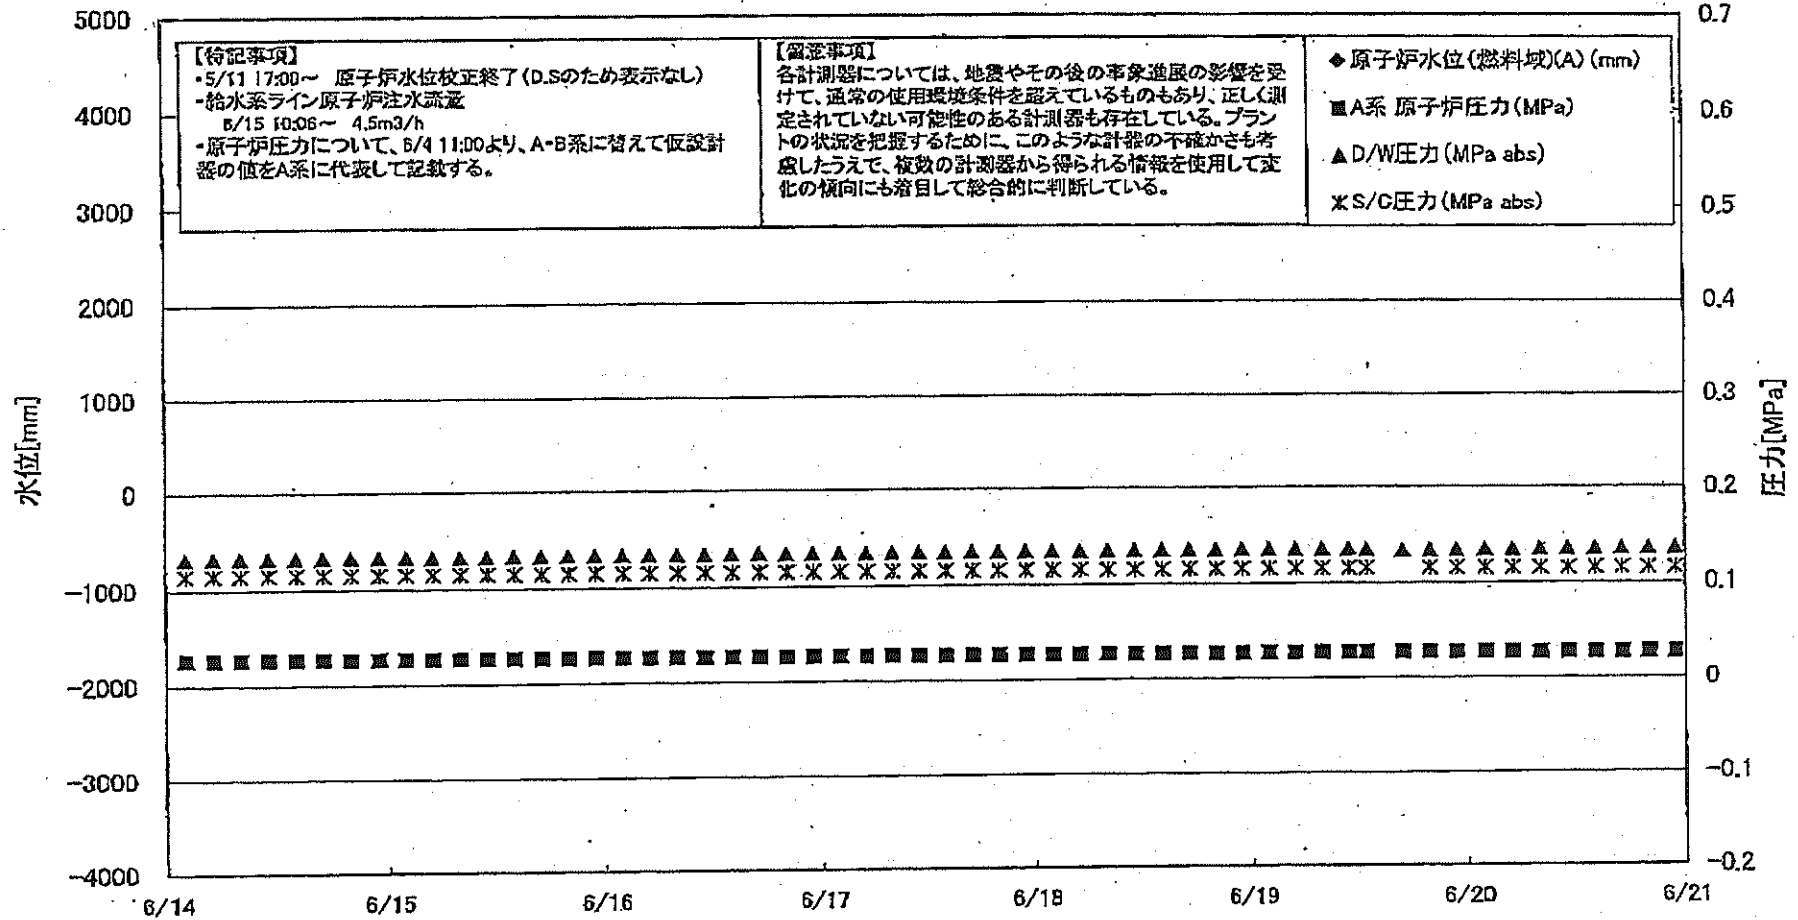 5000
4000
3000
2000
1000
0
-1000
-2000
-3000
-4000
水位[mm]
【特記事項】
・5/11 17:00～ 原子炉水位校正終了(D.Sのため表示なし)
・給水系ライン原子炉注水流量
6/15 10:06～ 4.5m3/h
・原子炉圧力について、6/4 11:00より、A・B系に替えて仮設計
器の値をA系に代表して記載する。
【留意事項】
各計測器については、地震やその後の事象進展の影響を受
けて、通常の使用環境条件を超えているものもあり、正しく測
定されていない可能性のある計測器も存在している。プラン
トの状況を把握するために、このような計器の不確かさも考
慮したうえで、複数の計測器から得られる情報を使用して変
化の傾向にも着目して総合的に判断している。
◆原子炉水位(燃料域)(A)(mm)
■A系 原子炉圧力(MPa)
▲D/W圧力(MPa abs)
S/C圧力(MPa abs)
0.7
0.6
0.5
0.4
0.3
0.2
0.1
0
-0.1
-0.2
圧力[MPa]
6/14 6/15 6/16 6/17 6/18 6/19 6/20 6/21